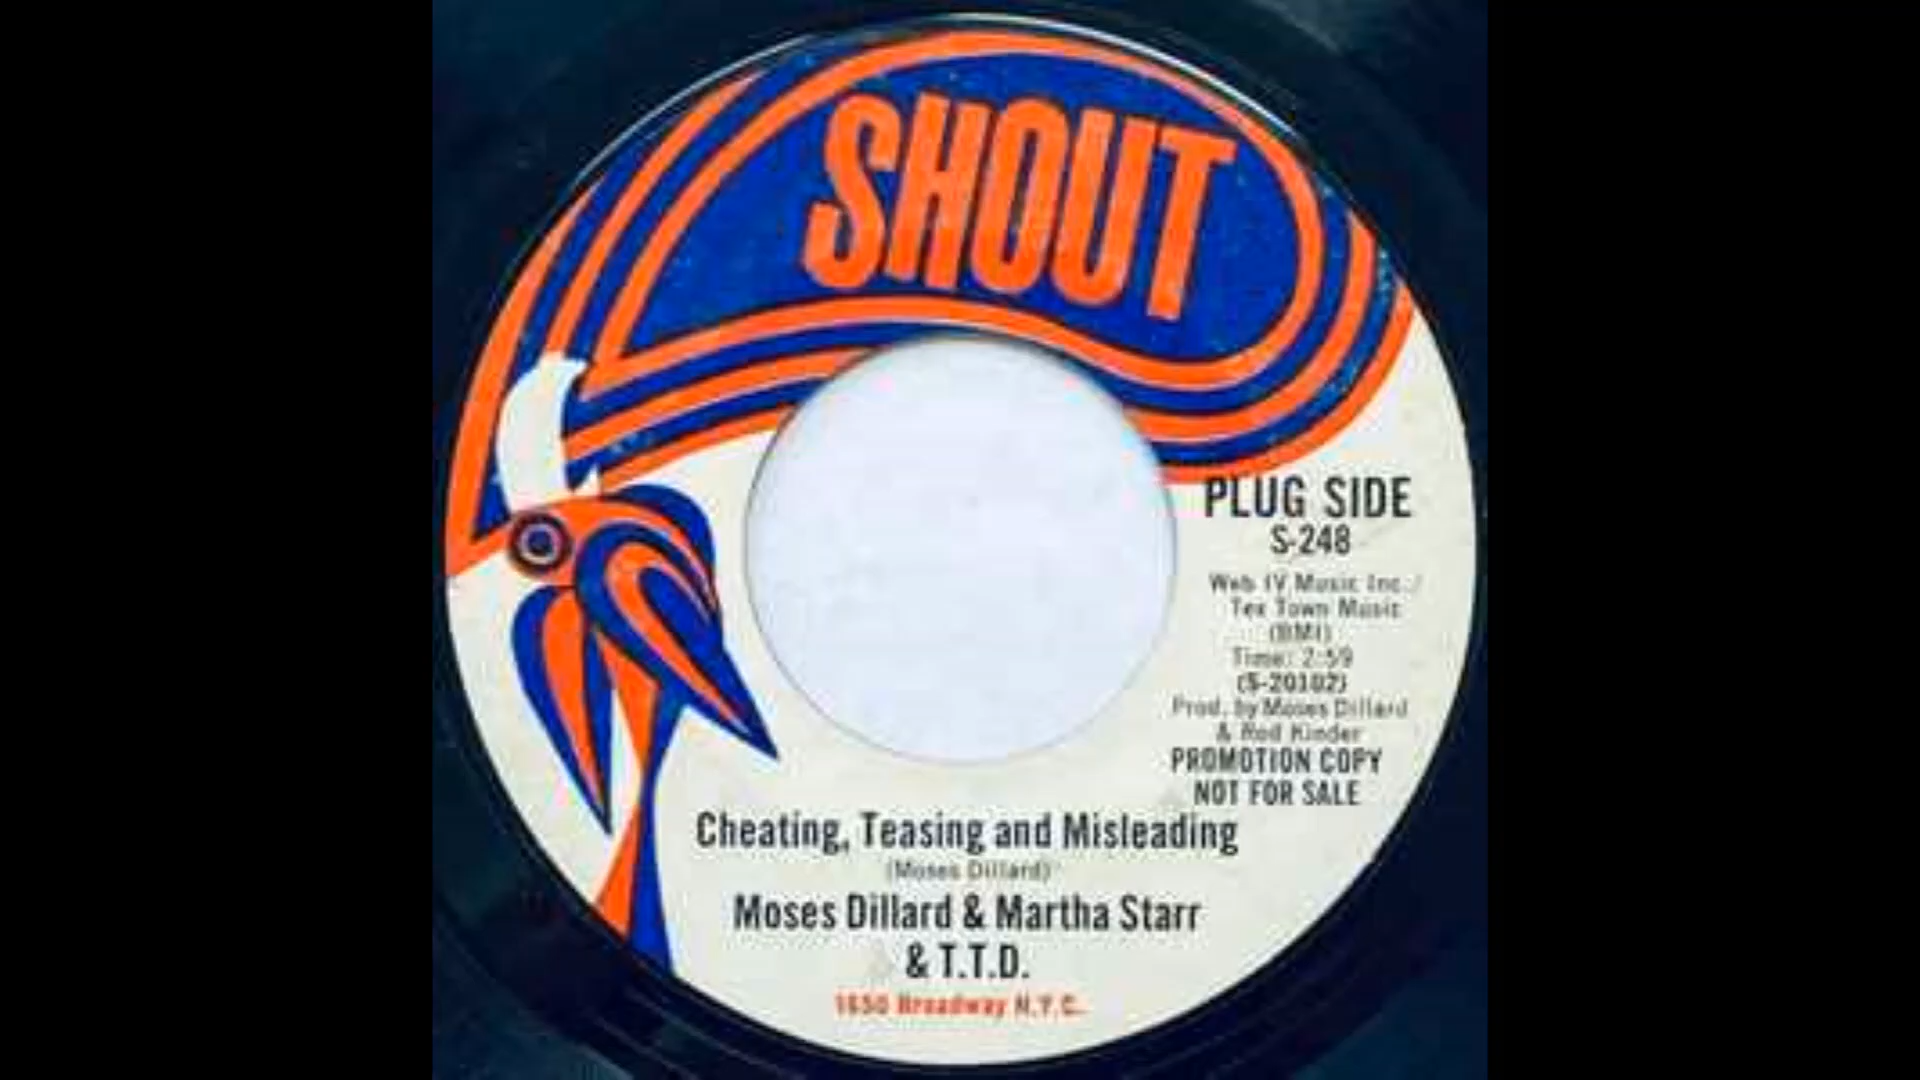 SHOUT
PLUG SIDE
S-248
Web IV Music Inc./
Tex Town Music
(BMI)
Time: 2:59
(S-20102)
Prod. by Moses Dillard
& Rod Kinder
PROMOTION COPY
NOT FOR SALE
Cheating, Teasing and Misleading
(Moses Dillard)
Moses Dillard & Martha Starr
& T.T.D.
1650 Broadway N.Y.C.